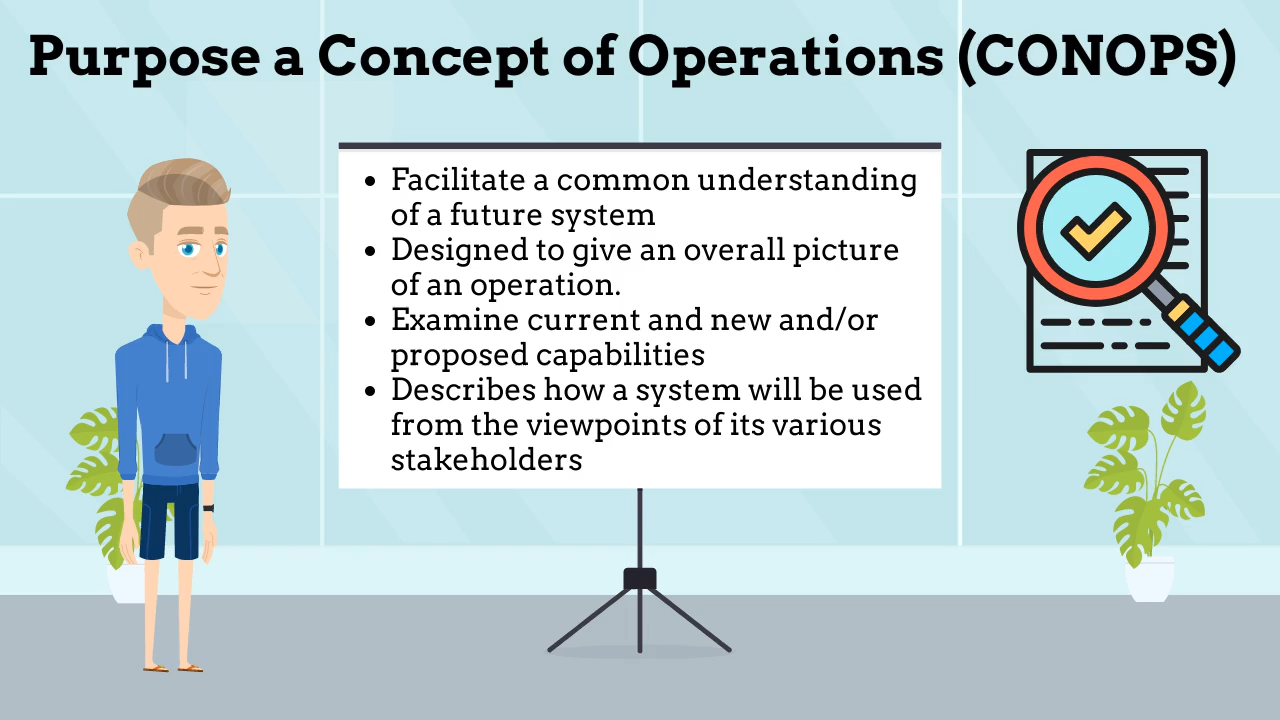 Purpose a Concept of Operations (CONOPS)
• Facilitate a common understanding
of a future system
• Designed to give an overall picture
of an operation.
• Examine current and new and/or
proposed capabilities
• Describes how a system will be used
from the viewpoints of its various
stakeholders